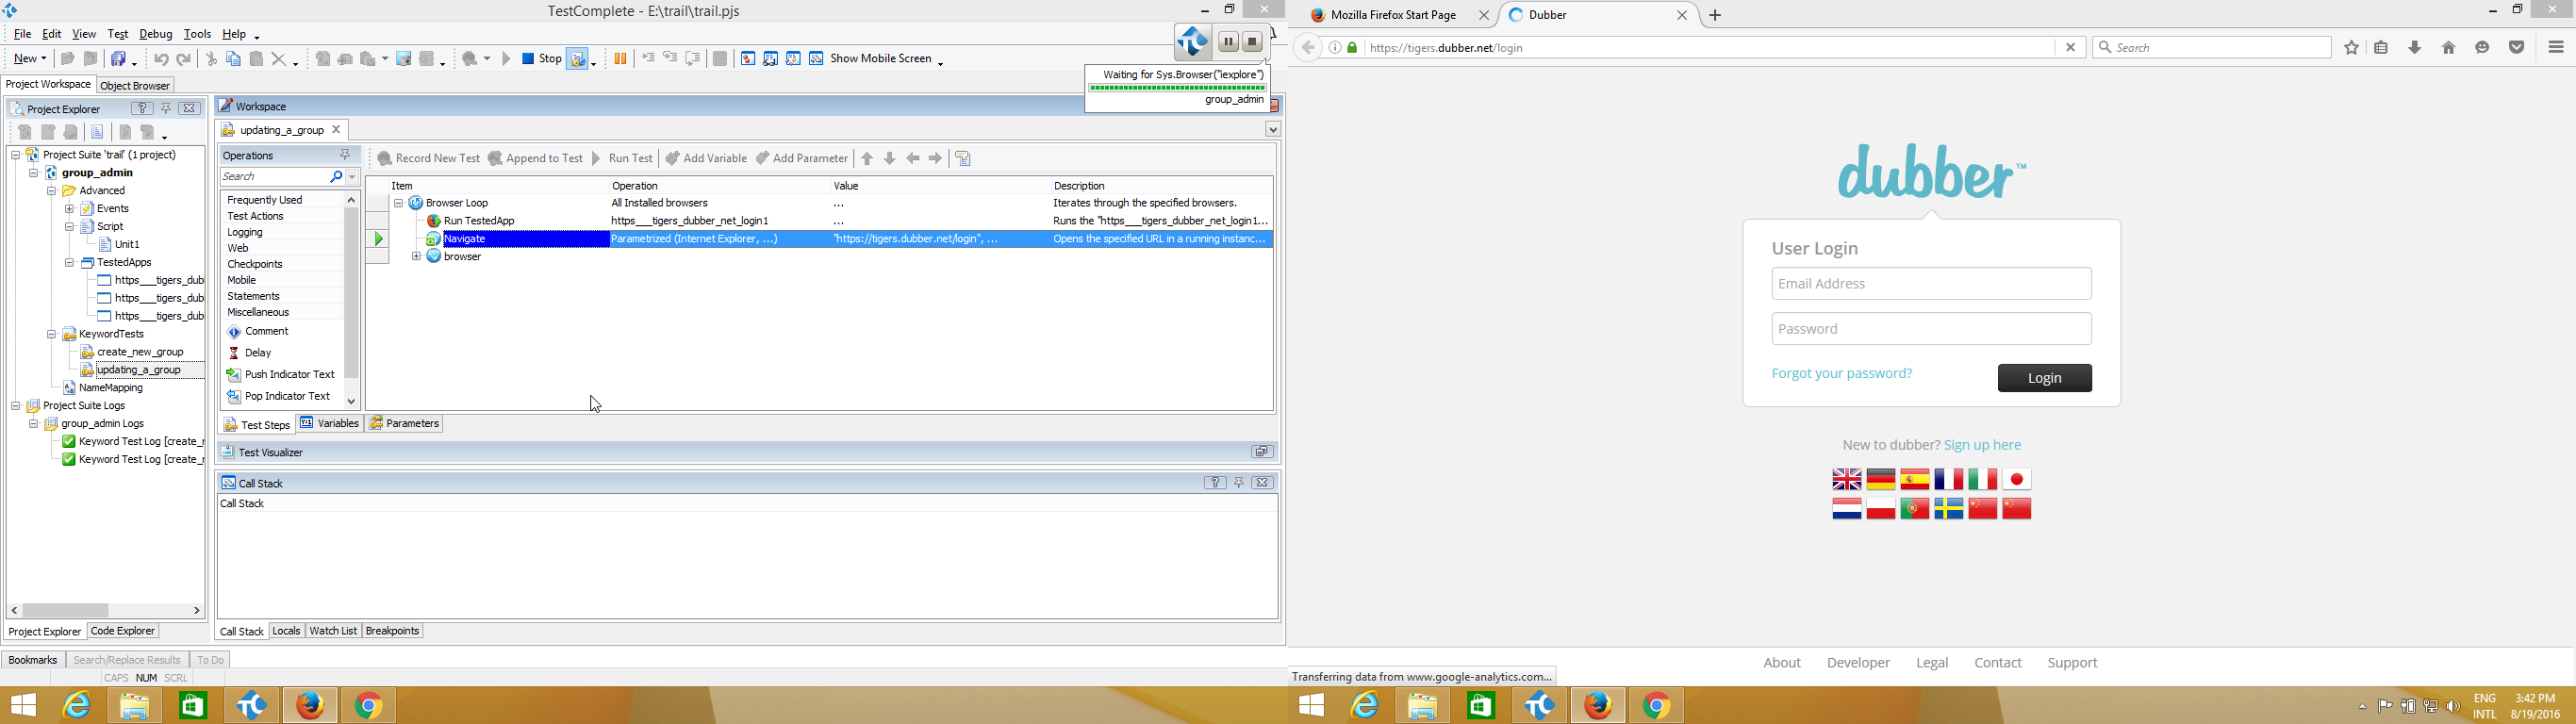 TestComplete - E:\trail\trail.pjs
File Edit View Test Debug Tools Help
New Stop Show Mobile Screen
Waiting for Sys.Browser("iexplore")
group_admin
Project Workspace Object Browser
Project Explorer
Project Suite 'trail' (1 project)
group_admin
Advanced
Events
Script
Unit1
TestedApps
https___tigers_dub
https___tigers_dub
https___tigers_dub
KeywordTests
create_new_group
updating_a_group
NameMapping
Project Suite Logs
group_admin Logs
Keyword Test Log [create_r
Keyword Test Log [create_r
Project Explorer Code Explorer
Workspace
updating_a_group
Operations
Search
Frequently Used
Test Actions
Logging
Web
Checkpoints
Mobile
Statements
Miscellaneous
Comment
Delay
Push Indicator Text
Pop Indicator Text
Record New Test Append to Test Run Test Add Variable Add Parameter
Item Operation Value Description
Browser Loop All Installed browsers ... Iterates through the specified browsers.
Run TestedApp https___tigers_dubber_net_login1 ... Runs the "https___tigers_dubber_net_login1...
Navigate Parametrized (Internet Explorer, ...) "https://tigers.dubber.net/login", ... Opens the specified URL in a running instanc...
browser
Test Steps Variables Parameters
Test Visualizer
Call Stack
Call Stack
Call Stack Locals Watch List Breakpoints
Bookmarks Search/Replace Results To Do
CAPS NUM SCRL
Mozilla Firefox Start Page
Dubber
https://tigers.dubber.net/login
Search
dubber™
User Login
Email Address
Password
Forgot your password?
Login
New to dubber? Sign up here
About Developer Legal Contact Support
Transferring data from www.google-analytics.com...
ENG 3:42 PM
INTL 8/19/2016